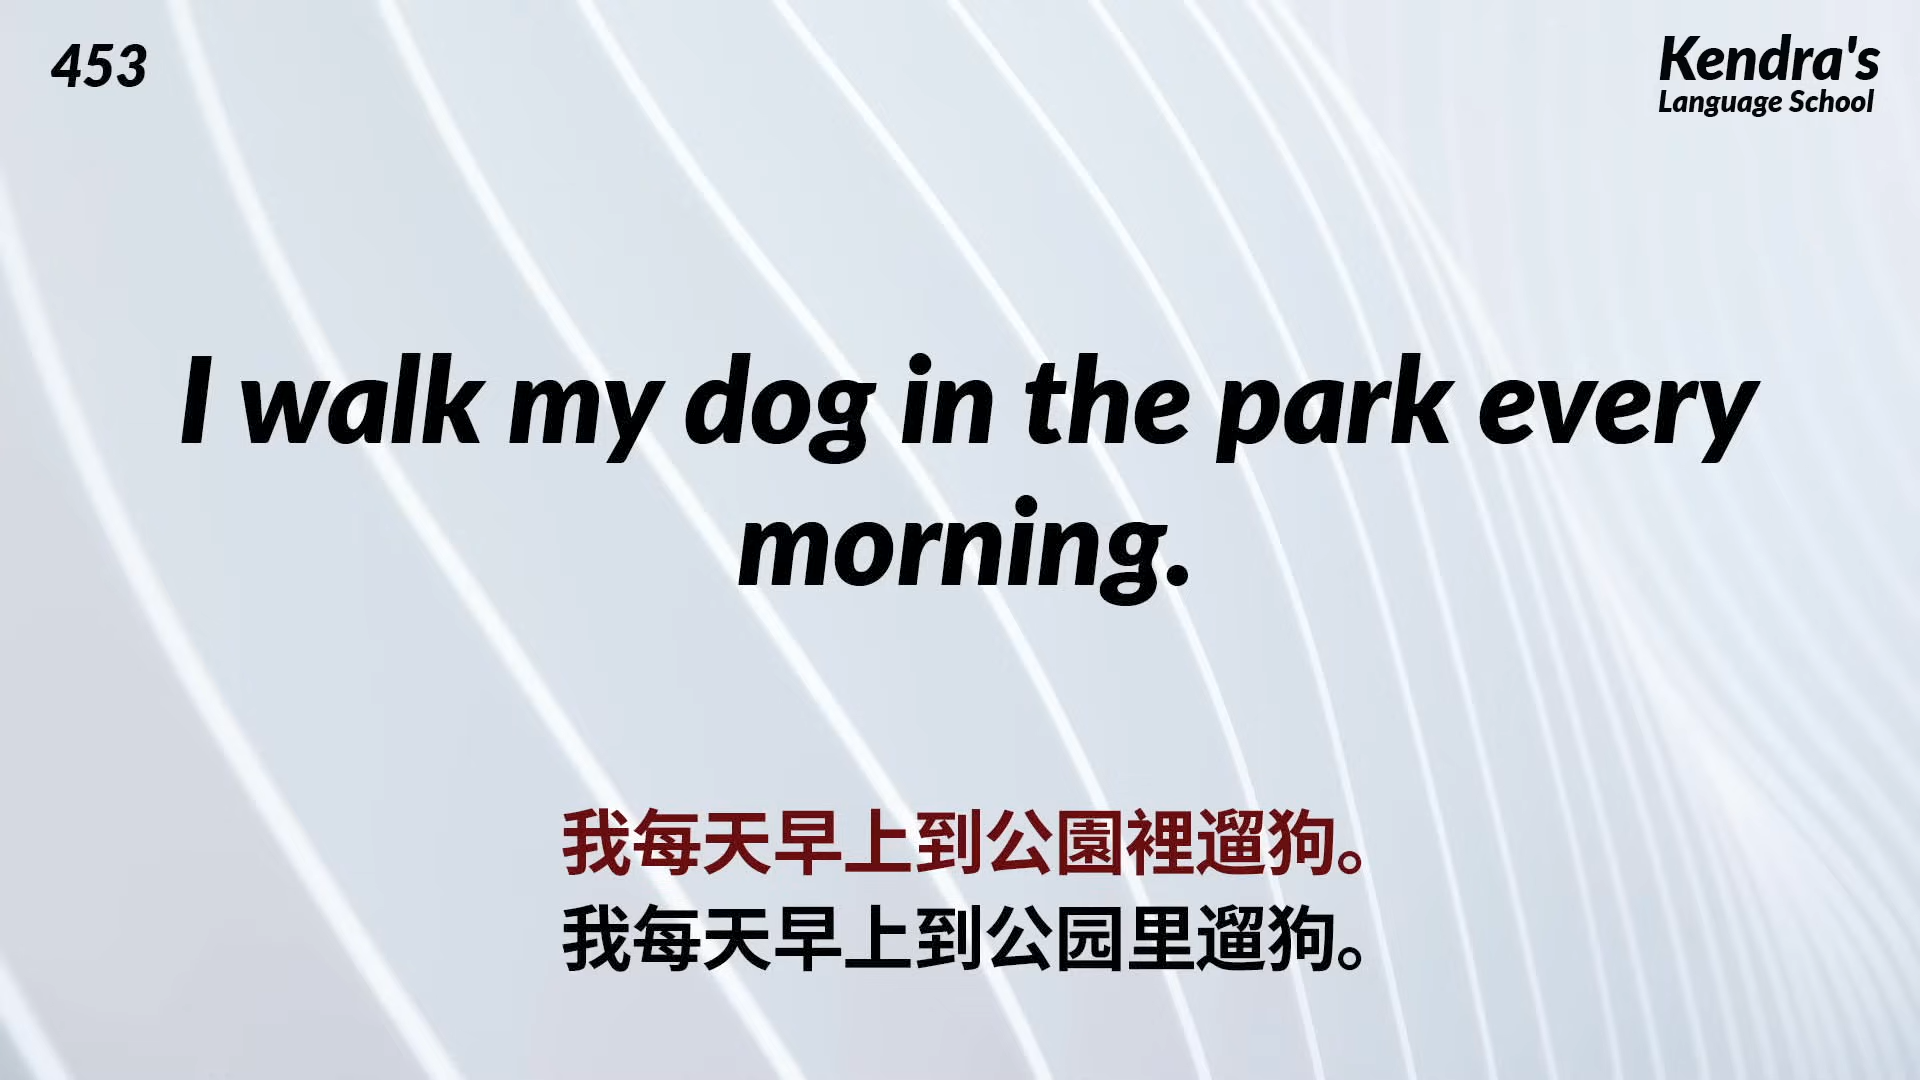 453
Kendra's
Language School
I walk my dog in the park every
morning.
我每天早上到公園裡遛狗。
我每天早上到公园里遛狗。